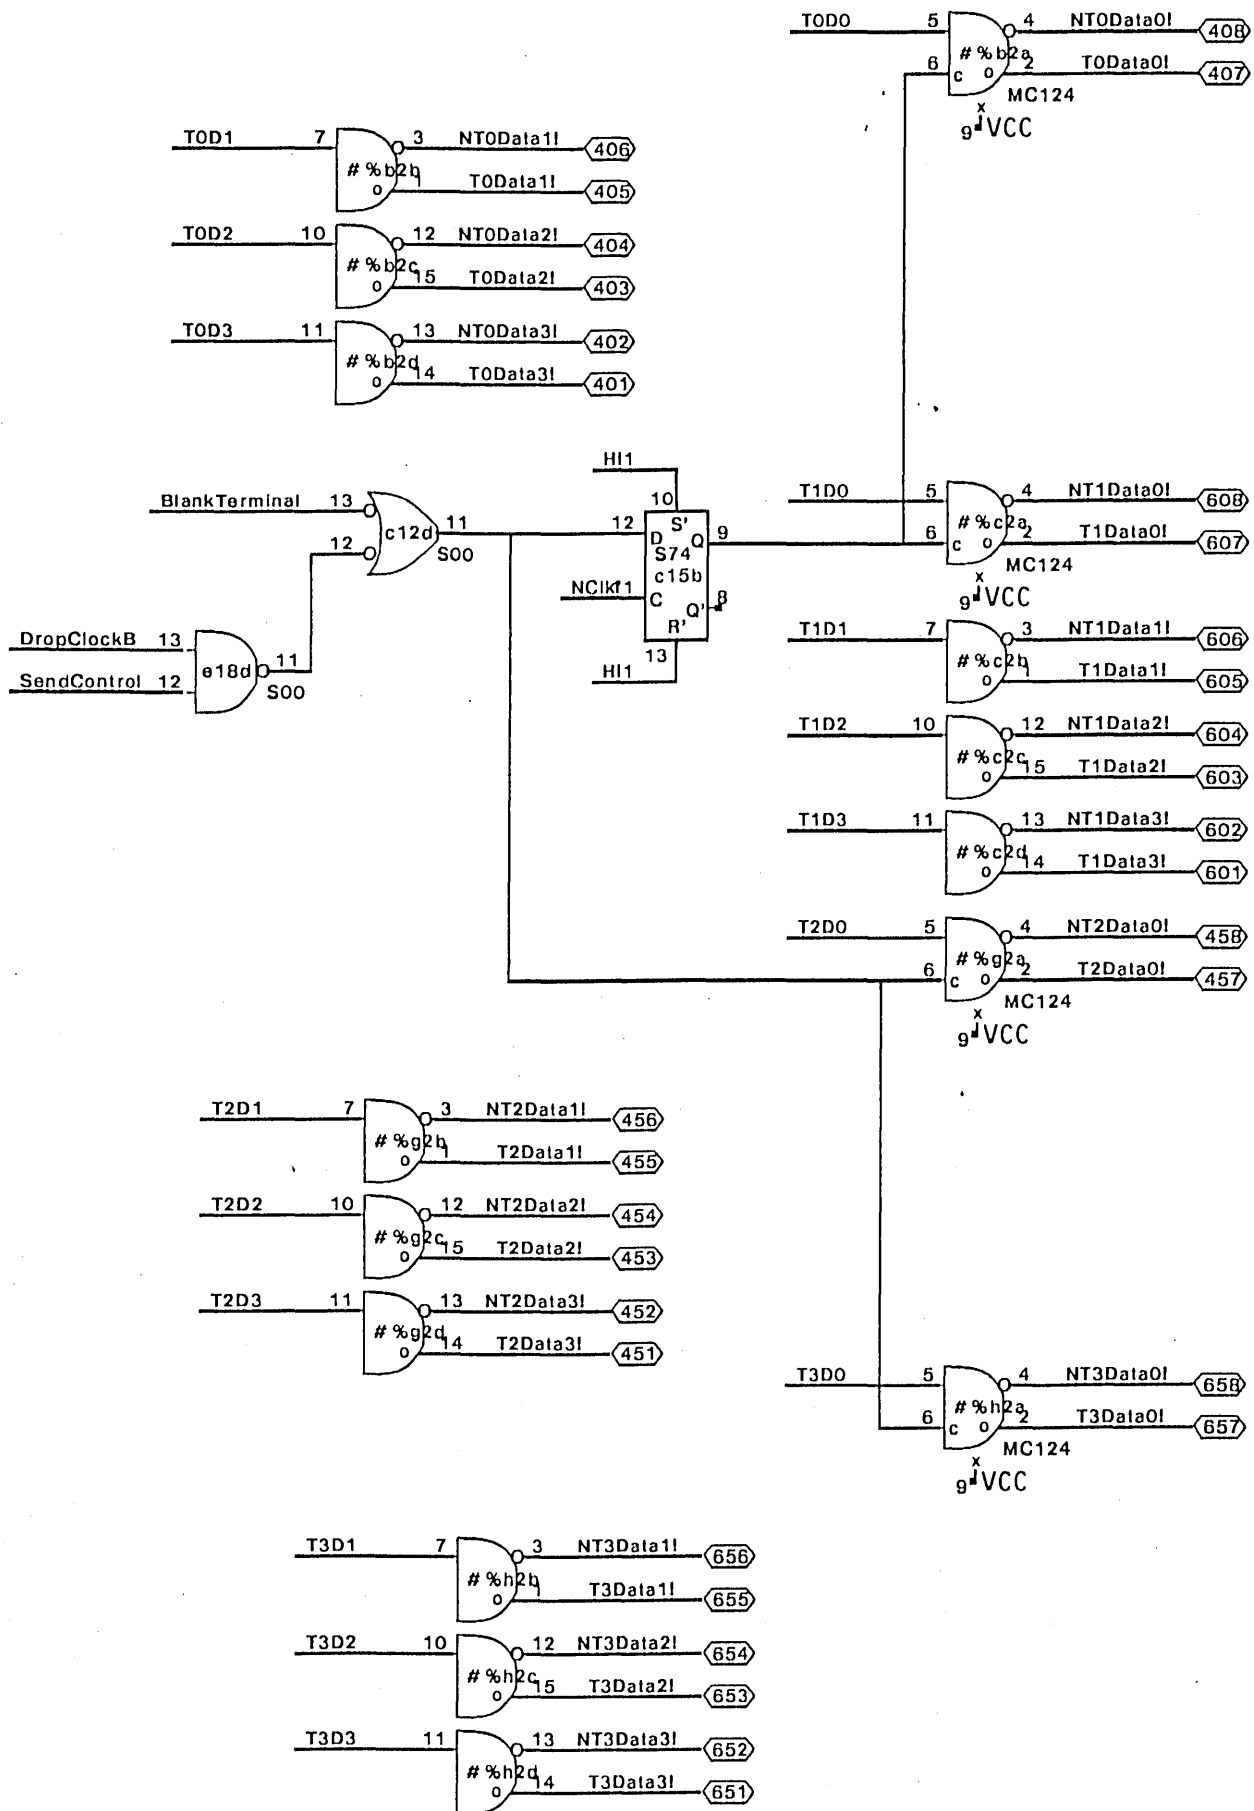 T0D0 5 4 NT0Data0! 408
# %b2a
6 c o 2 T0Data0! 407
MC124
x
9 VCC
T0D1 7 3 NT0Data1! 406
# %b2b
o 1 T0Data1! 405
T0D2 10 12 NT0Data2! 404
# %b2c
o 15 T0Data2! 403
T0D3 11 13 NT0Data3! 402
# %b2d
o 14 T0Data3! 401
HI1
10
BlankTerminal 13
c12d 11
12
S00
12 D S' Q 9
S74
c15b
NClk 11 C
Q' 8
R'
13
HI1
DropClockB 13
e18d 11
SendControl 12
S00
T1D0 5 4 NT1Data0! 608
# %c2a
6 c o 2 T1Data0! 607
MC124
x
9 VCC
T1D1 7 3 NT1Data1! 606
# %c2b
o 1 T1Data1! 605
T1D2 10 12 NT1Data2! 604
# %c2c
o 15 T1Data2! 603
T1D3 11 13 NT1Data3! 602
# %c2d
o 14 T1Data3! 601
T2D0 5 4 NT2Data0! 458
# %g2a
6 c o 2 T2Data0! 457
MC124
x
9 VCC
T2D1 7 3 NT2Data1! 456
# %g2b
o 1 T2Data1! 455
T2D2 10 12 NT2Data2! 454
# %g2c
o 15 T2Data2! 453
T2D3 11 13 NT2Data3! 452
# %g2d
o 14 T2Data3! 451
T3D0 5 4 NT3Data0! 658
# %h2a
6 c o 2 T3Data0! 657
MC124
x
9 VCC
T3D1 7 3 NT3Data1! 656
# %h2b
o 1 T3Data1! 655
T3D2 10 12 NT3Data2! 654
# %h2c
o 15 T3Data2! 653
T3D3 11 13 NT3Data3! 652
# %h2d
o 14 T3Data3! 651